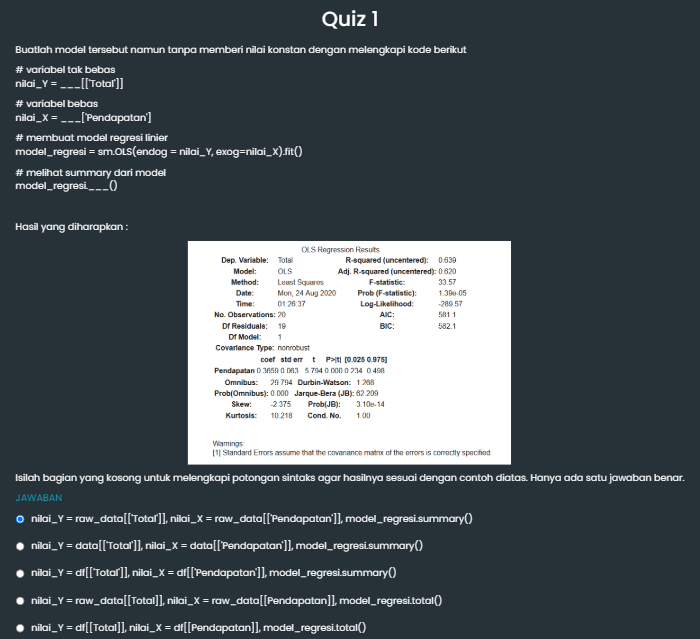 Quiz 1
Buatlah model tersebut namun tanpa memberi nilai konstan dengan melengkapi kode berikut
# variabel tak bebas
nilai_Y = ___[['Total']]
# variabel bebas
nilai_X = ___['Pendapatan']
# membuat model regresi linier
model_regresi = sm.OLS(endog = nilai_Y, exog=nilai_X).fit()
# melihat summary dari model
model_regresi.___()
Hasil yang diharapkan :
OLS Regression Results
Dep. Variable: Total R-squared (uncentered): 0.639
Model: OLS Adj. R-squared (uncentered): 0.620
Method: Least Squares F-statistic: 33.57
Date: Mon, 24 Aug 2020 Prob (F-statistic): 1.39e-05
Time: 01:26:37 Log-Likelihood: -289.57
No. Observations: 20 AIC: 581.1
Df Residuals: 19 BIC: 582.1
Df Model: 1
Covariance Type: nonrobust
coef std err t P>|t| [0.025 0.975]
Pendapatan 0.3659 0.063 5.794 0.000 0.234 0.498
Omnibus: 29.794 Durbin-Watson: 1.268
Prob(Omnibus): 0.000 Jarque-Bera (JB): 62.209
Skew: -2.375 Prob(JB): 3.10e-14
Kurtosis: 10.218 Cond. No. 1.00
Warnings:
[1] Standard Errors assume that the covariance matrix of the errors is correctly specified.
Isilah bagian yang kosong untuk melengkapi potongan sintaks agar hasilnya sesuai dengan contoh diatas. Hanya ada satu jawaban benar.
JAWABAN
nilai_Y = raw_data[['Total']], nilai_X = raw_data[['Pendapatan']], model_regresi.summary()
nilai_Y = data[['Total']], nilai_X = data[['Pendapatan']], model_regresi.summary()
nilai_Y = df[['Total']], nilai_X = df[['Pendapatan']], model_regresi.summary()
nilai_Y = raw_data[[Total]], nilai_X = raw_data[[Pendapatan]], model_regresi.total()
nilai_Y = df[[Total]], nilai_X = df[[Pendapatan]], model_regresi.total()